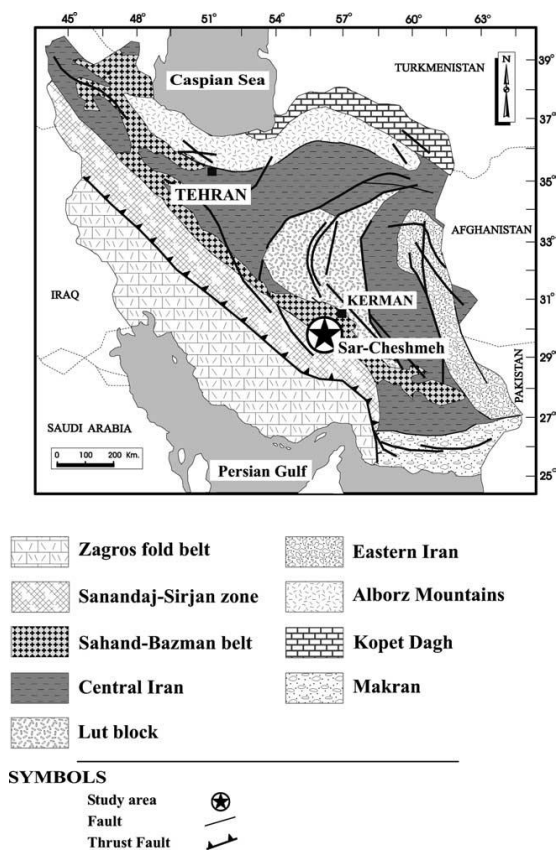 45° 48° 51° 54° 57° 60° 63°
39°
37°
35°
33°
31°
29°
27°
25°
N
Caspian Sea
TURKMENISTAN
TEHRAN
AFGHANISTAN
IRAQ
KERMAN
Sar-Cheshmeh
PAKISTAN
SAUDI ARABIA
0 100 200 Km.
Persian Gulf
Zagros fold belt
Sanandaj-Sirjan zone
Sahand-Bazman belt
Central Iran
Lut block
Eastern Iran
Alborz Mountains
Kopet Dagh
Makran
SYMBOLS
Study area
Fault
Thrust Fault